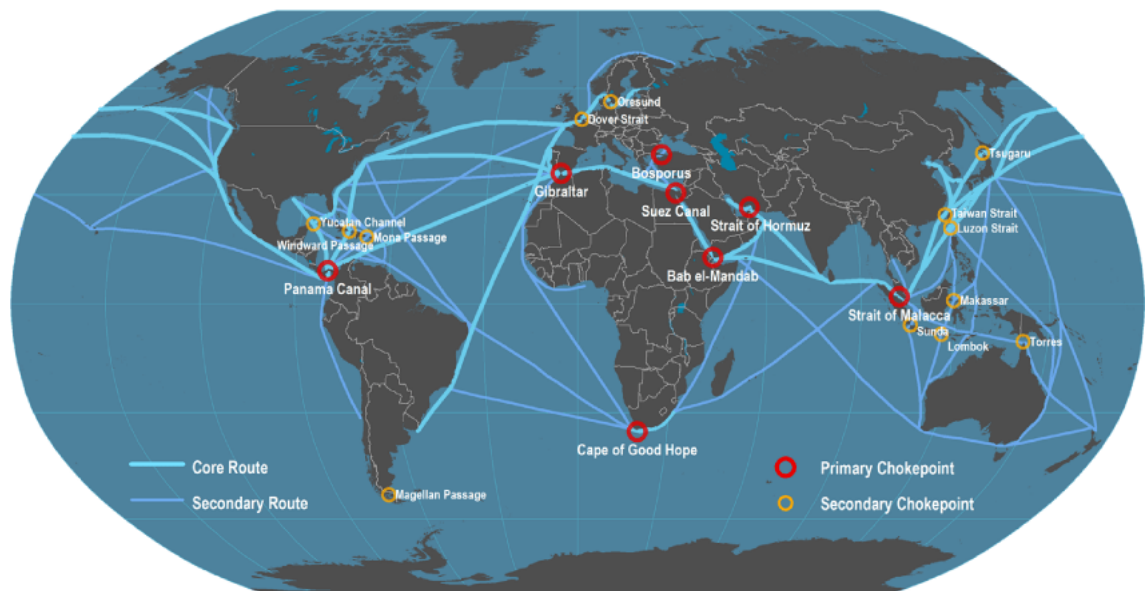 Oresund
Dover Strait
Tsugaru
Bosporus
Gibraltar
Suez Canal
Taiwan Strait
Yucatan Channel
Strait of Hormuz
Luzon Strait
Windward Passage
Mona Passage
Bab el-Mandab
Panama Canal
Makassar
Strait of Malacca
Sunda
Lombok
Torres
Cape of Good Hope
Core Route
Primary Chokepoint
Secondary Route
Magellan Passage
Secondary Chokepoint